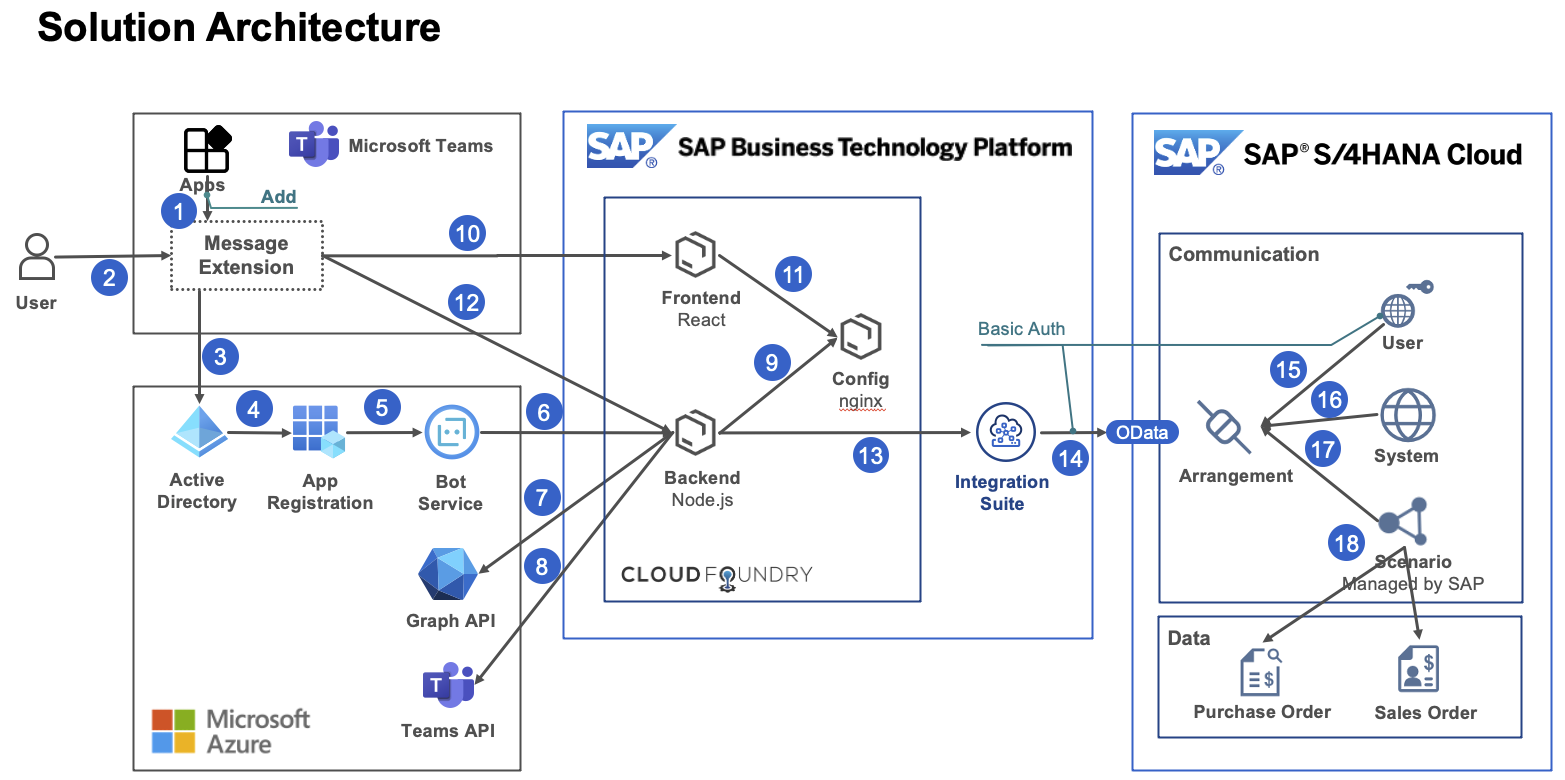 Solution Architecture
Apps
T
Microsoft Teams
Add
1
Message
Extension
2
User
3
10
12
4
5
6
Active
Directory
App
Registration
Bot
Service
7
8
Graph API
T
Teams API
Microsoft
Azure
SAP®
SAP Business Technology Platform
Frontend
React
11
9
Config
nginx
Backend
Node.js
13
CLOUD FOUNDRY
Integration
Suite
Basic Auth
14
OData
SAP®
SAP® S/4HANA Cloud
Communication
User
15
16
17
System
Arrangement
18
Scenario
Managed by SAP
Data
Purchase Order
Sales Order